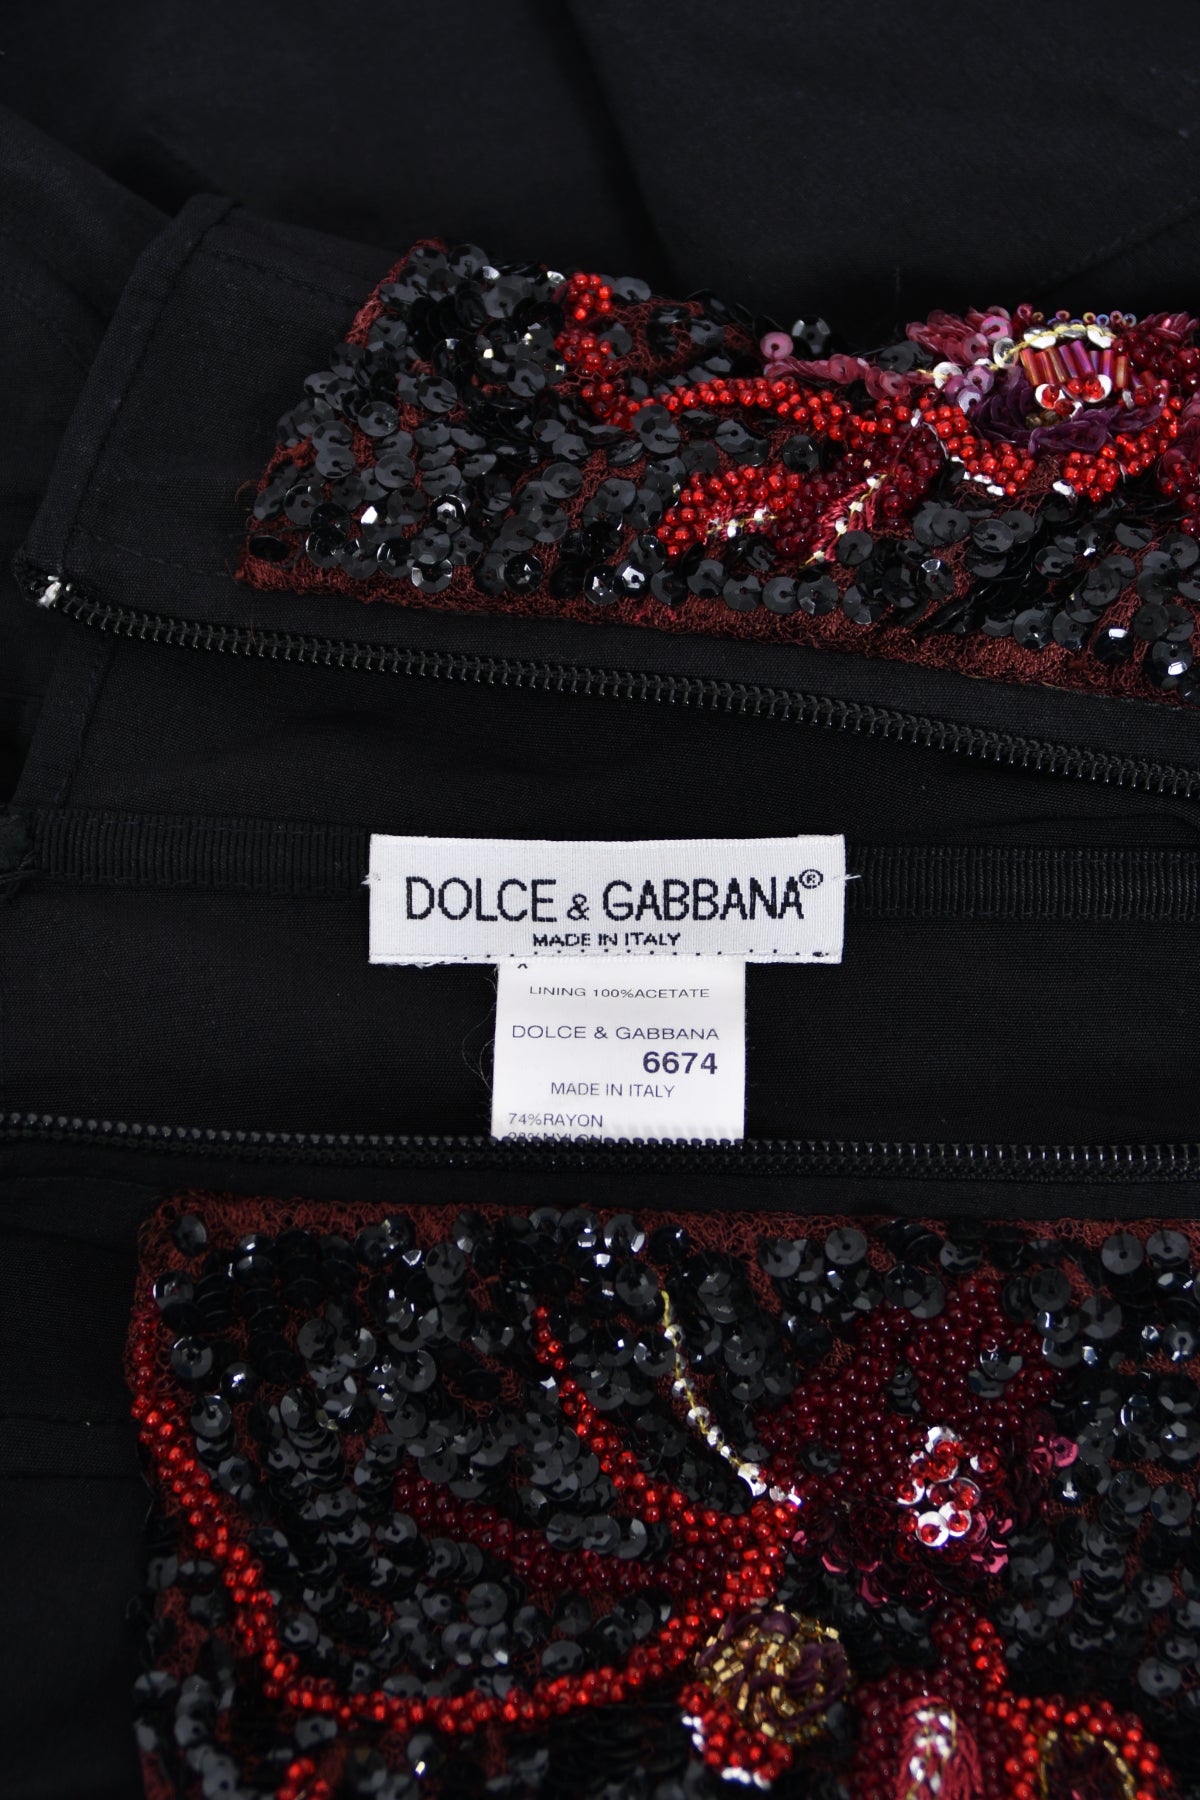 DOLCE & GABBANA®
MADE IN ITALY
LINING 100%ACETATE
DOLCE & GABBANA
6674
MADE IN ITALY
74%RAYON